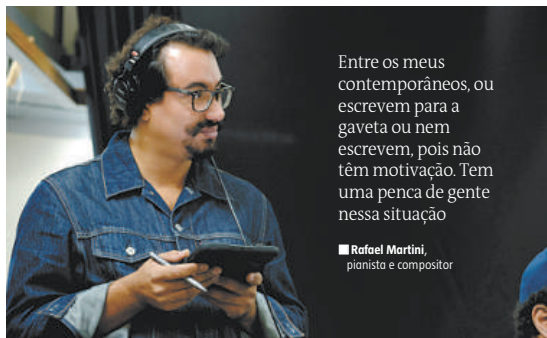 Entre os meus
contemporâneos, ou
escrevem para a
gaveta ou nem
escrevem, pois não
têm motivação. Tem
uma penca de gente
nessa situação
Rafael Martini,
pianista e compositor